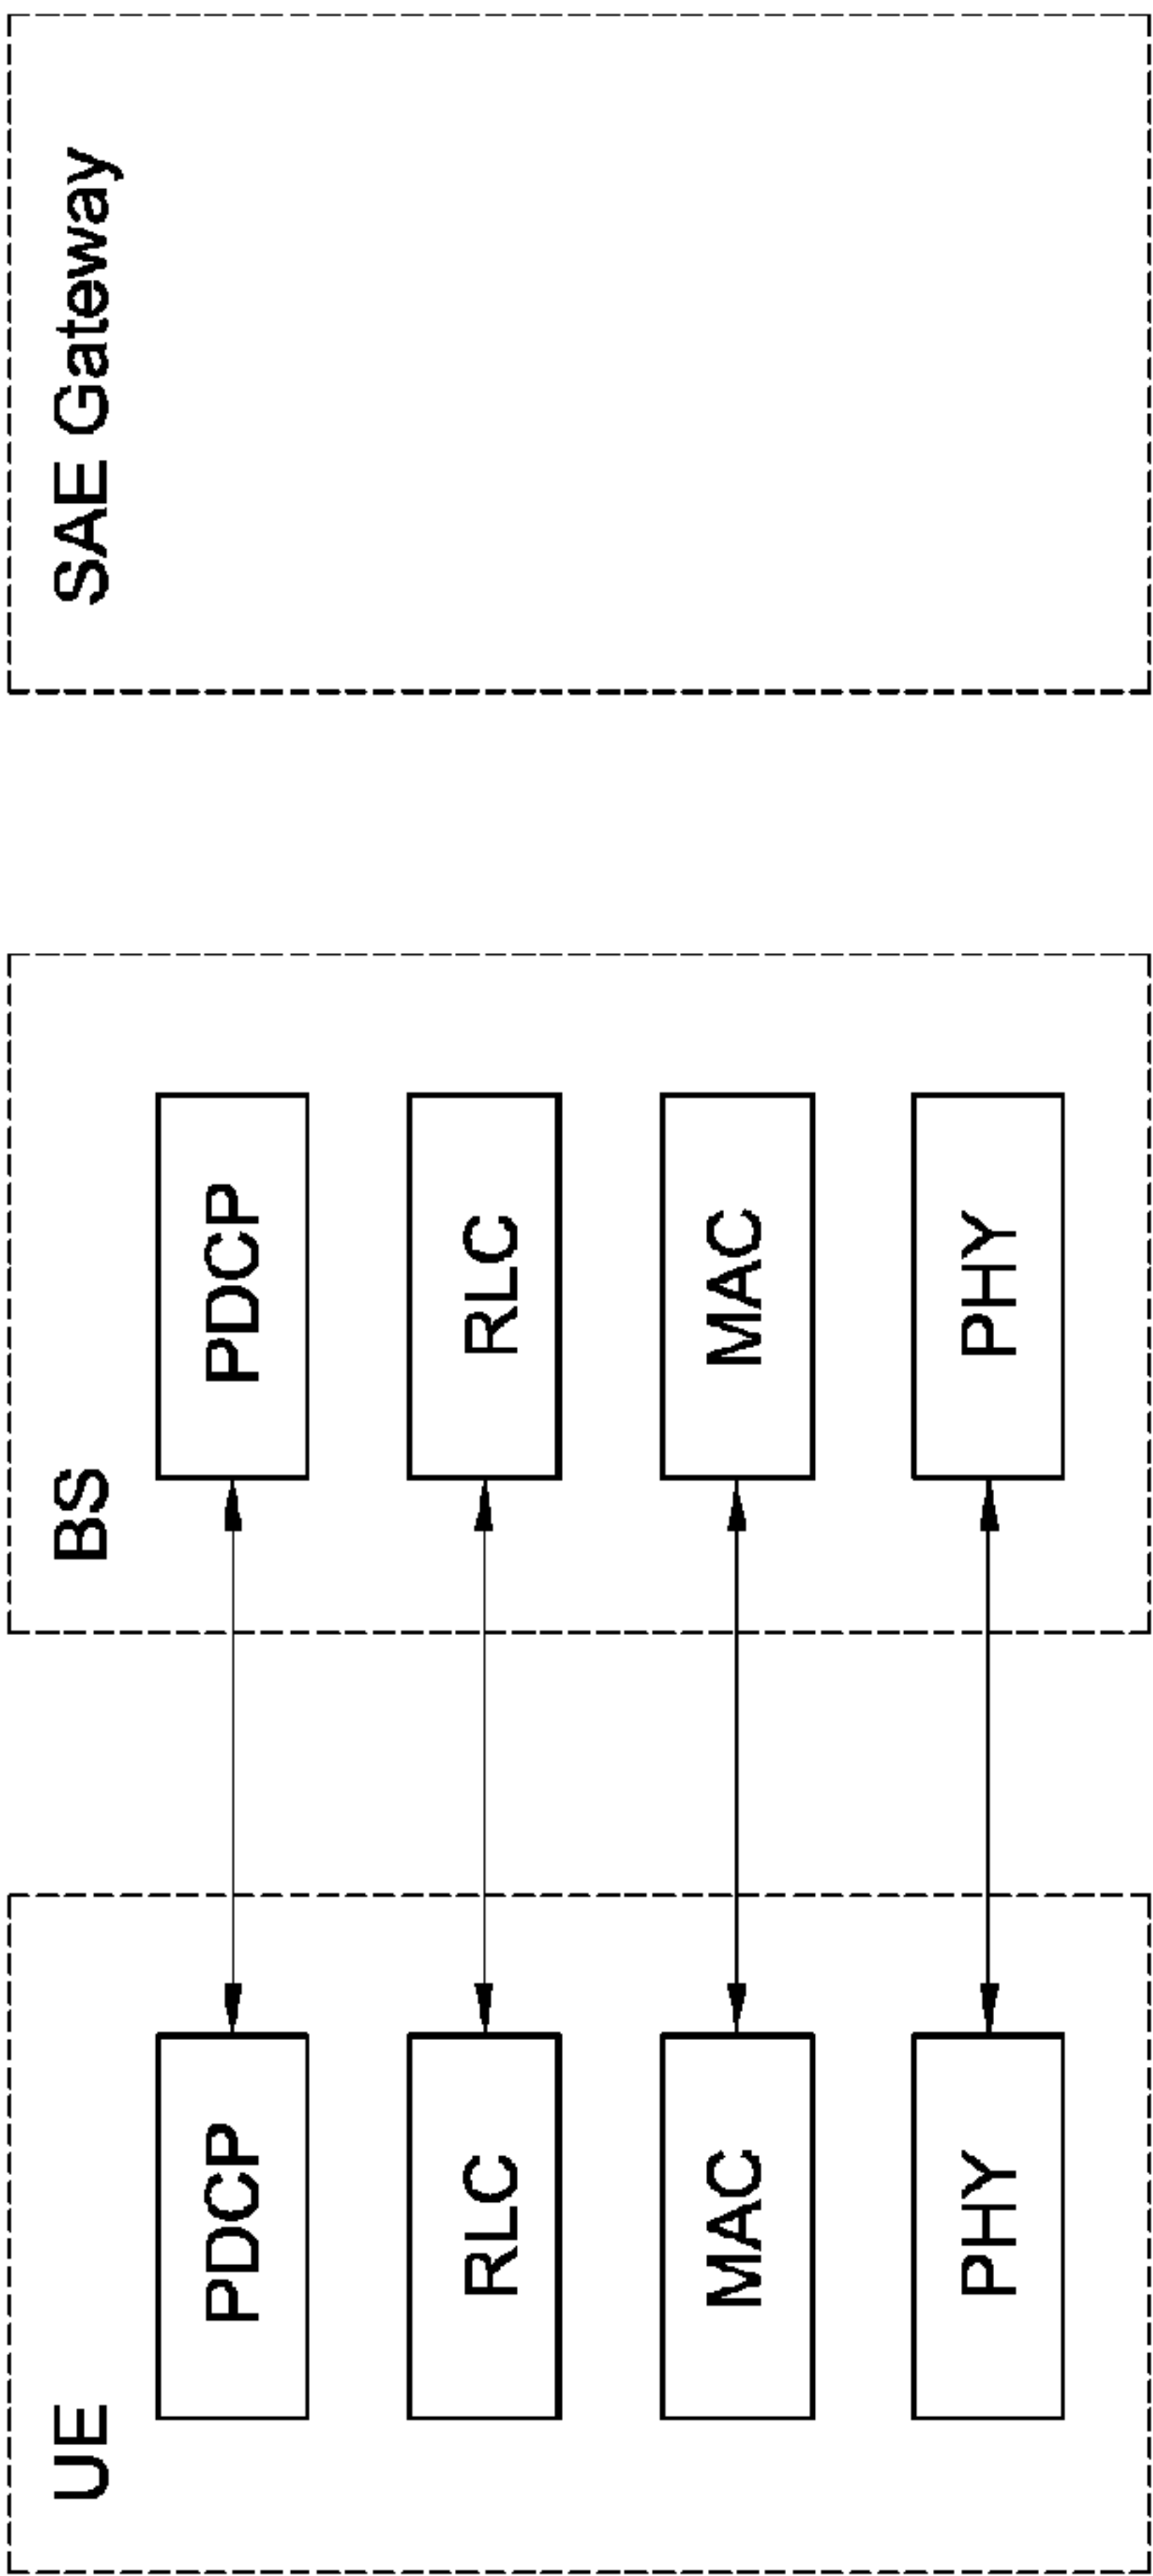 UE
BS
SAE Gateway
PDCP
PDCP
RLC
RLC
MAC
MAC
PHY
PHY